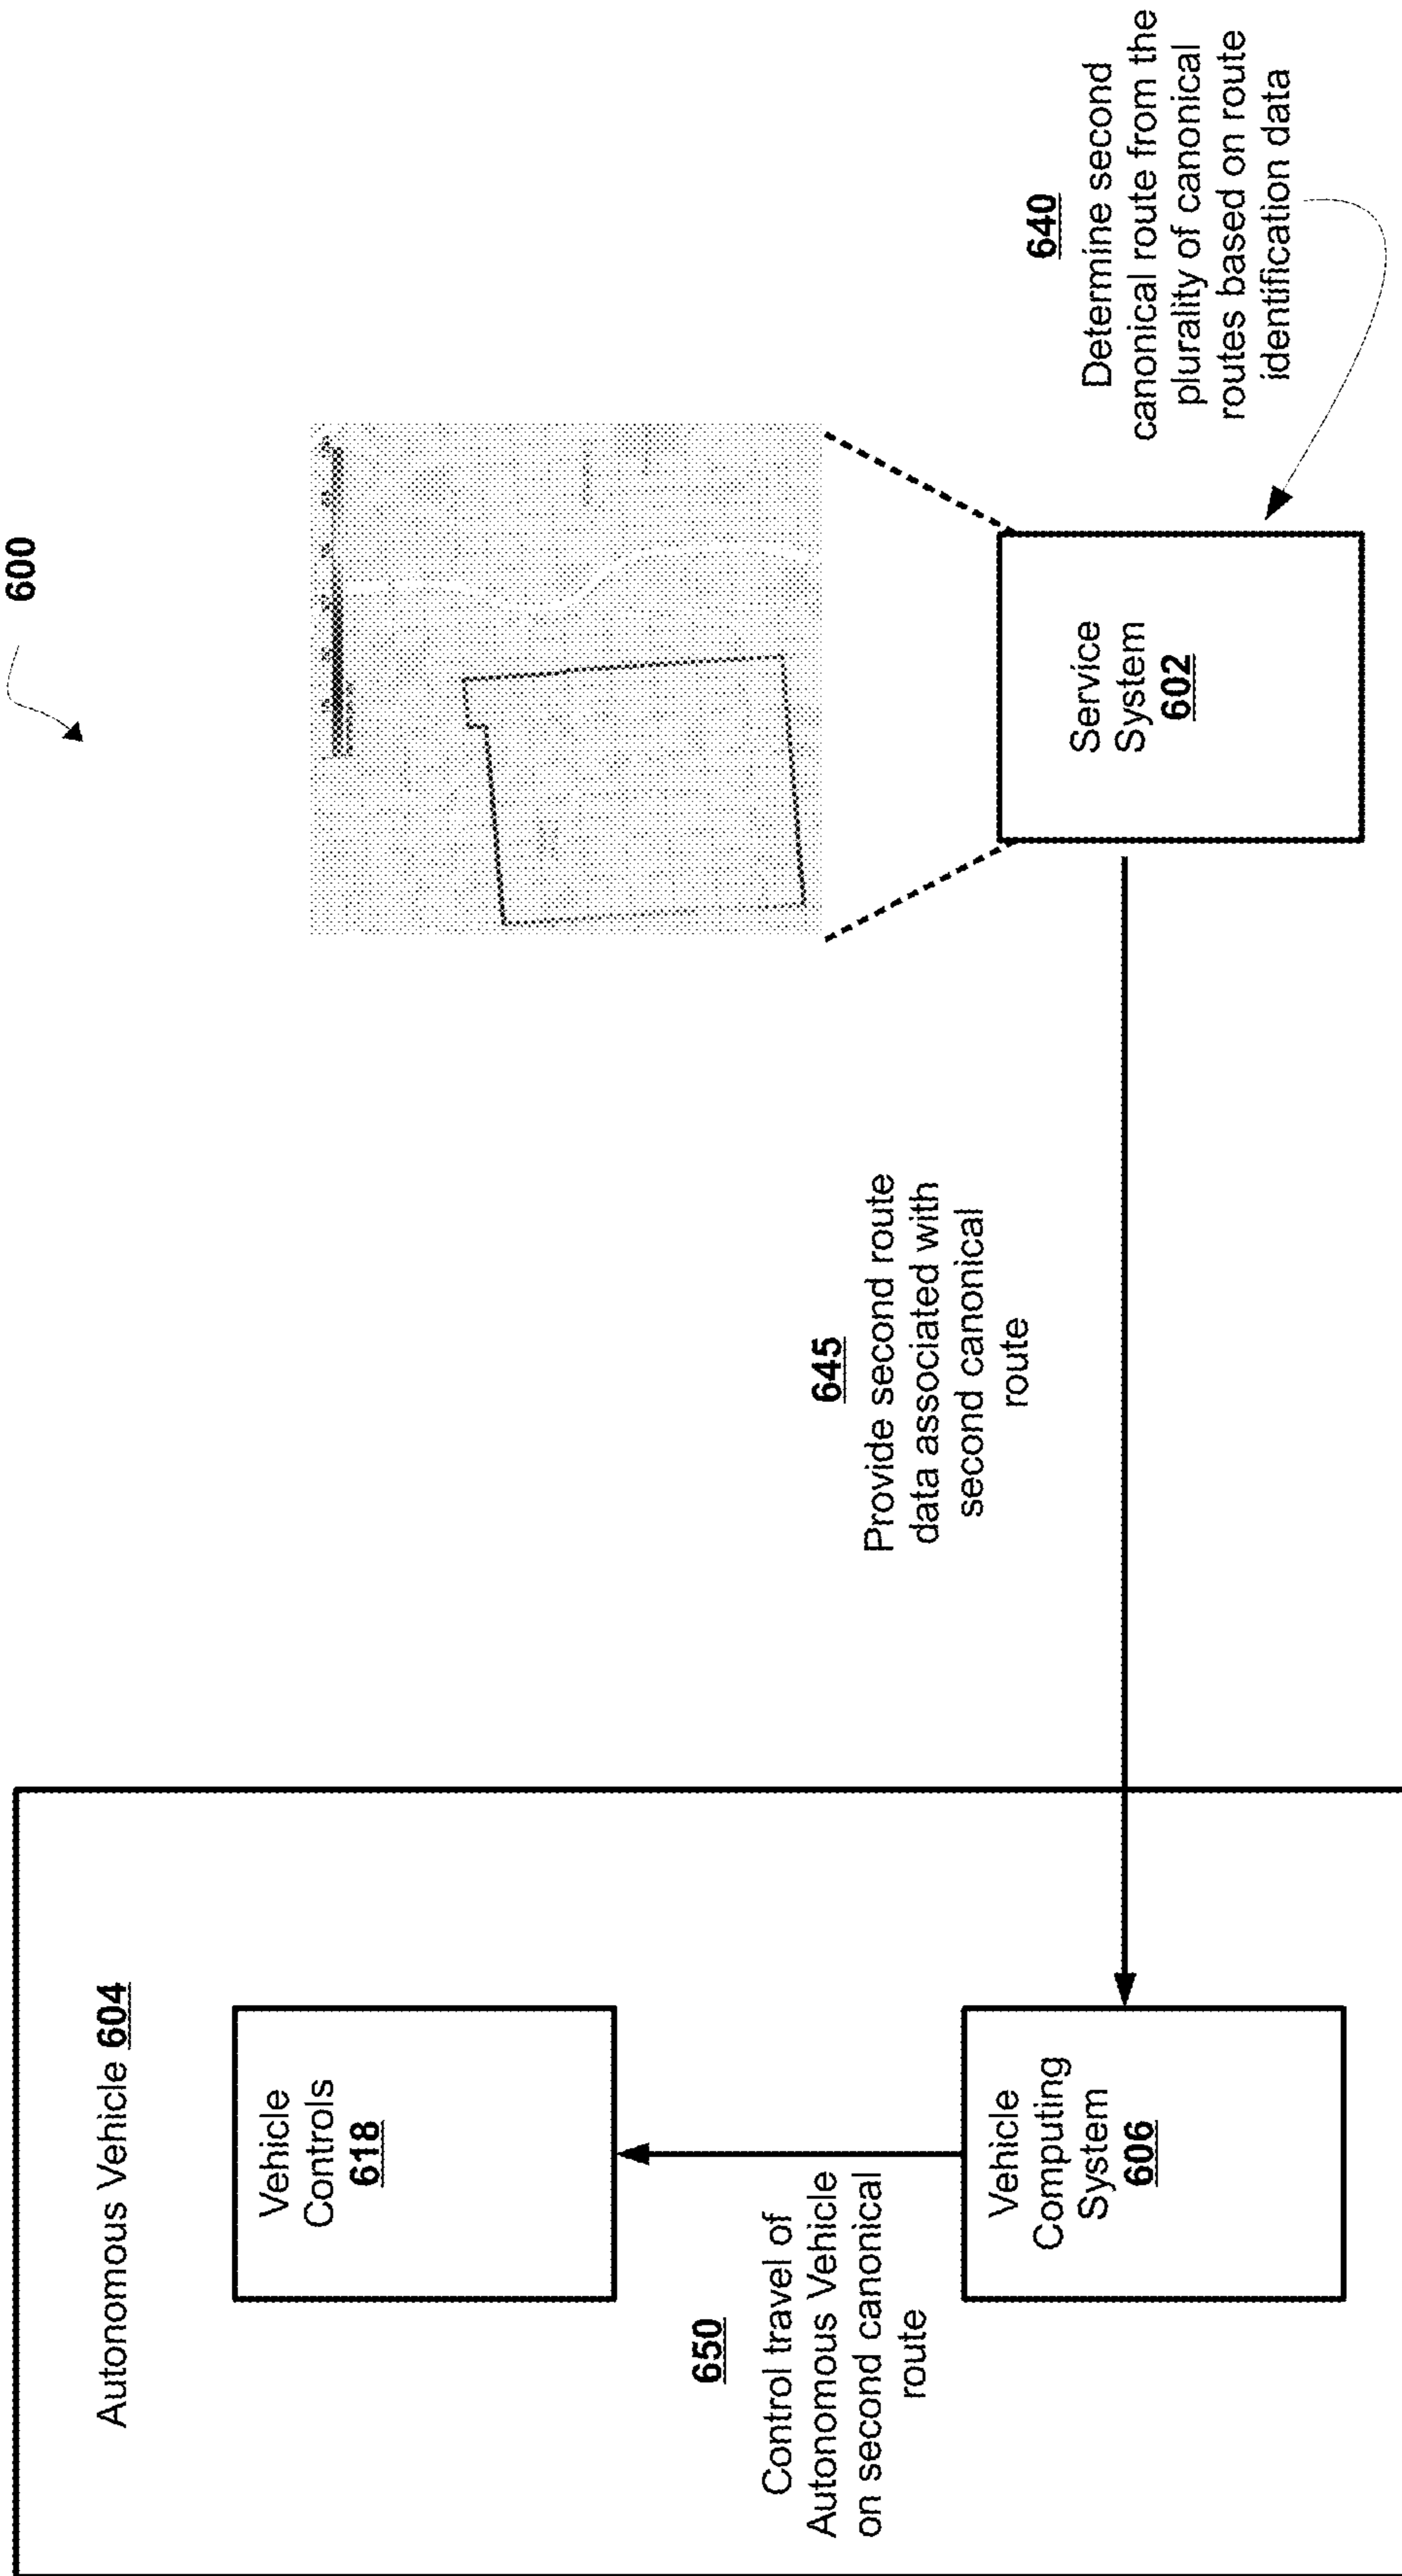 600
Autonomous Vehicle 604
Vehicle
Controls
618
650
Control travel of
Autonomous Vehicle
on second canonical
route
Vehicle
Computing
System
606
645
Provide second route
data associated with
second canonical
route
Service
System
602
640
Determine second
canonical route from the
plurality of canonical
routes based on route
identification data